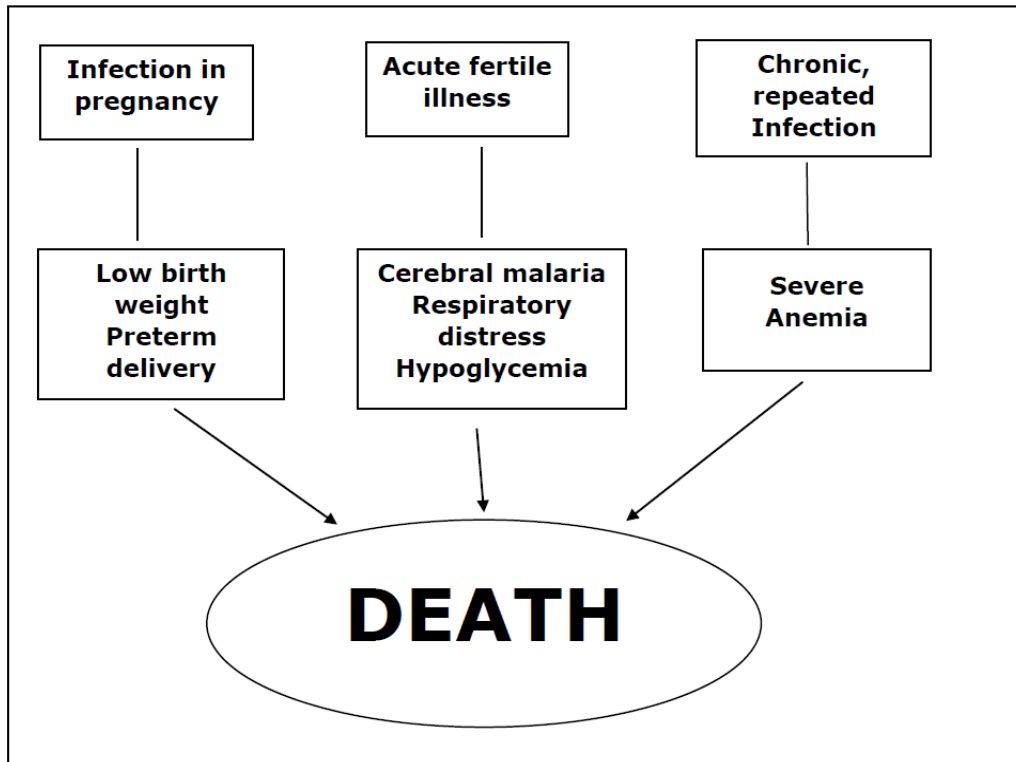 Infection in
pregnancy
Acute fertile
illness
Chronic,
repeated
Infection
Low birth
weight
Preterm
delivery
Cerebral malaria
Respiratory
distress
Hypoglycemia
Severe
Anemia
DEATH